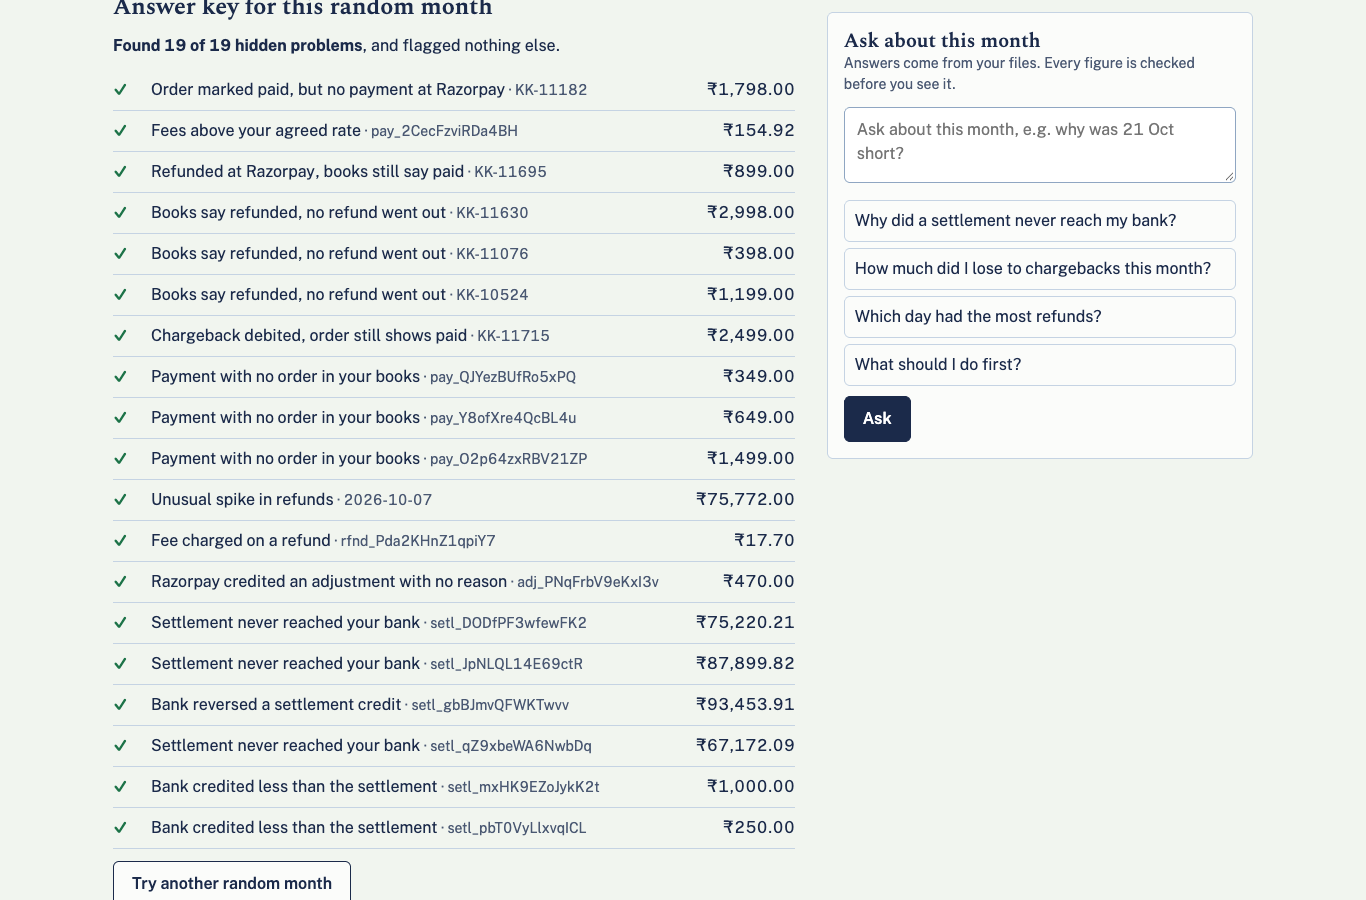 Answer key for this random month
Found 19 of 19 hidden problems, and flagged nothing else.
Order marked paid, but no payment at Razorpay · KK-11182 ₹1,798.00
Fees above your agreed rate · pay_2CecFzviRDa4BH ₹154.92
Refunded at Razorpay, books still say paid · KK-11695 ₹899.00
Books say refunded, no refund went out · KK-11630 ₹2,998.00
Books say refunded, no refund went out · KK-11076 ₹398.00
Books say refunded, no refund went out · KK-10524 ₹1,199.00
Chargeback debited, order still shows paid · KK-11715 ₹2,499.00
Payment with no order in your books · pay_QJYezBUfRo5xPQ ₹349.00
Payment with no order in your books · pay_Y8ofXre4QcBL4u ₹649.00
Payment with no order in your books · pay_O2p64zxRBV21ZP ₹1,499.00
Unusual spike in refunds · 2026-10-07 ₹75,772.00
Fee charged on a refund · rfnd_Pda2KHnZ1qpiY7 ₹17.70
Razorpay credited an adjustment with no reason · adj_PNqFrbV9eKxI3v ₹470.00
Settlement never reached your bank · setl_DODfPF3wfewFK2 ₹75,220.21
Settlement never reached your bank · setl_JpNLQL14E69ctR ₹87,899.82
Bank reversed a settlement credit · setl_gbBJmvQFWKTwvv ₹93,453.91
Settlement never reached your bank · setl_qZ9xbeWA6NwbDq ₹67,172.09
Bank credited less than the settlement · setl_mxHK9EZoJykK2t ₹1,000.00
Bank credited less than the settlement · setl_pbT0VyLlxvqICL ₹250.00
Try another random month
Ask about this month
Answers come from your files. Every figure is checked
before you see it.
Ask about this month, e.g. why was 21 Oct
short?
Why did a settlement never reach my bank?
How much did I lose to chargebacks this month?
Which day had the most refunds?
What should I do first?
Ask